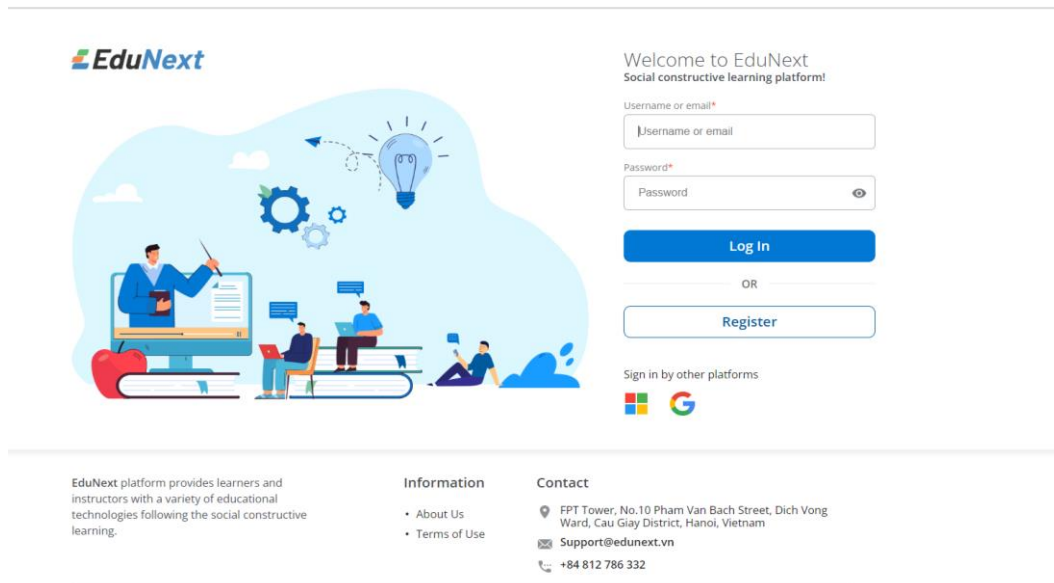 EduNext
Welcome to EduNext
Social constructive learning platform!
Username or email*
Username or email
Password*
Password
Log In
OR
Register
Sign in by other platforms
EduNext platform provides learners and
instructors with a variety of educational
technologies following the social constructive
learning.
Information
• About Us
• Terms of Use
Contact
FPT Tower, No.10 Pham Van Bach Street, Dich Vong
Ward, Cau Giay District, Hanoi, Vietnam
Support@edunext.vn
+84 812 786 332